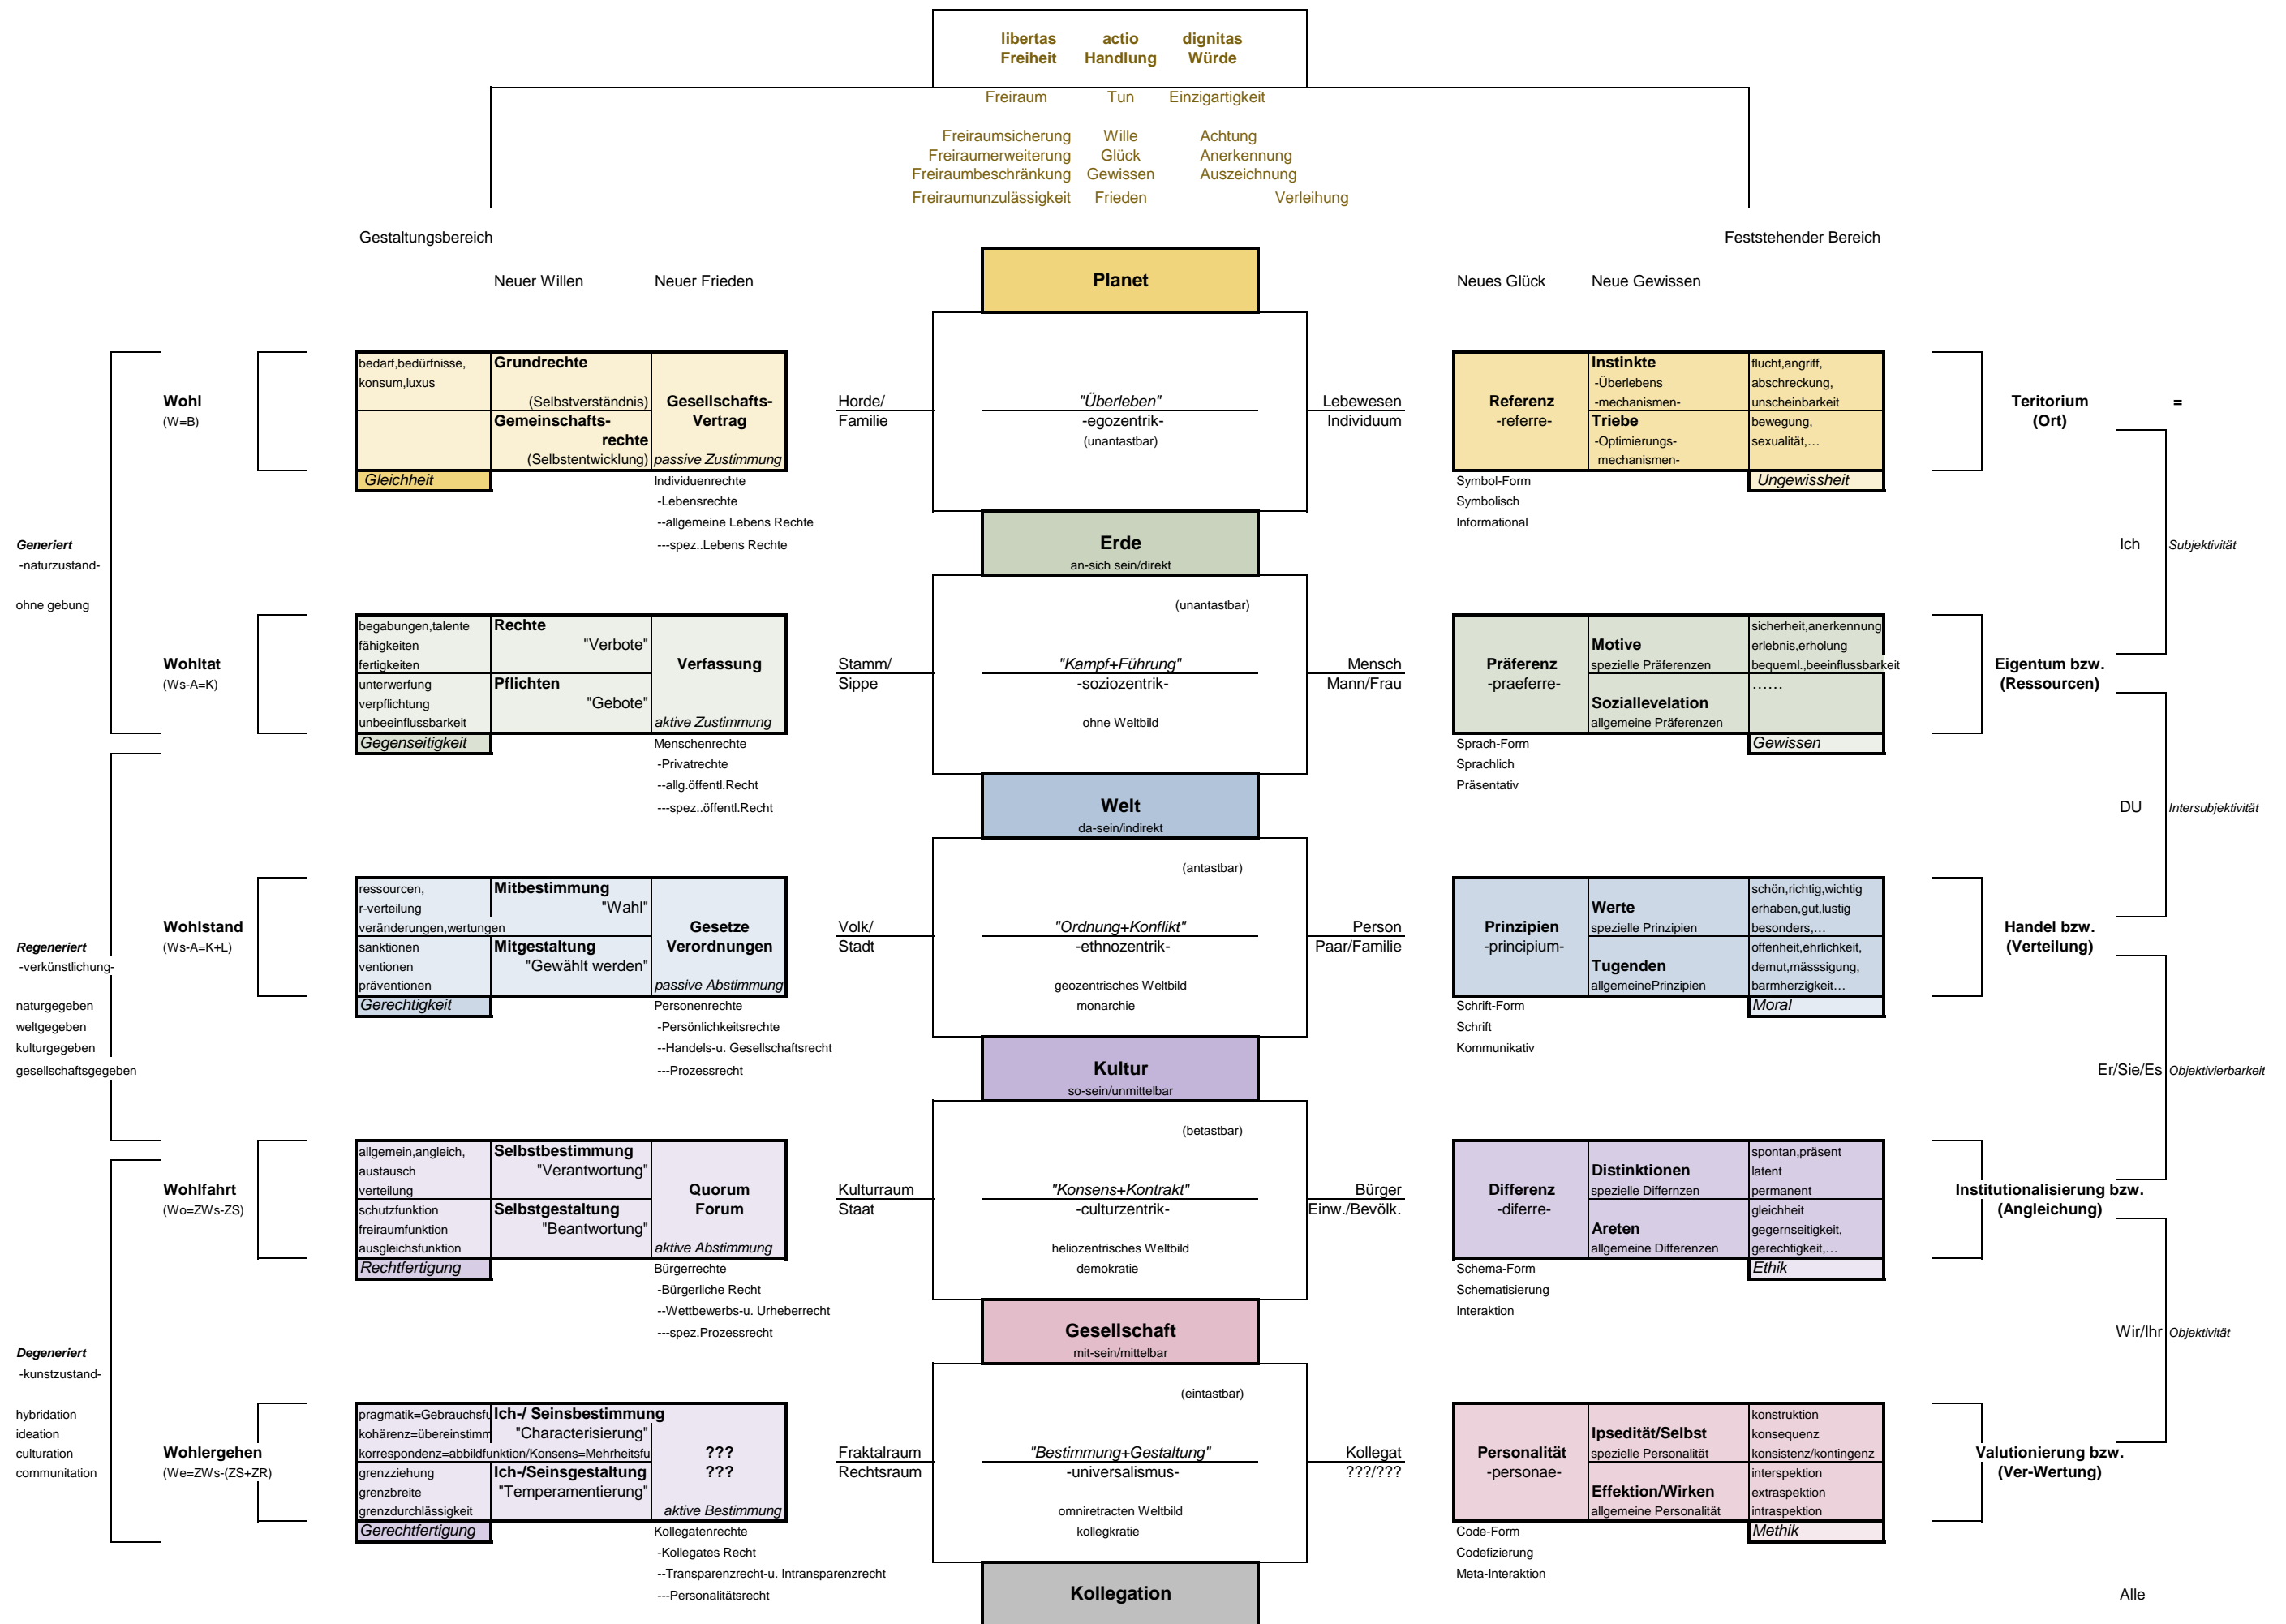 libertas actio dignitas
Freiheit Handlung Würde
Freiraum Tun Einzigartigkeit
Freiraumsicherung Wille Achtung
Freiraumerweiterung Glück Anerkennung
Freiraumbeschränkung Gewissen Auszeichnung
Freiraumunzulässigkeit Frieden Verleihung
Gestaltungsbereich
Feststehender Bereich
Neuer Willen
Neuer Frieden
Planet
Neues Glück
Neue Gewissen
Wohl
(W=B)
bedarf,bedürfnisse,
konsum,luxus
Grundrechte
(Selbstverständnis)
Gemeinschafts-
rechte
(Selbstentwicklung)
Gesellschafts-
Vertrag
passive Zustimmung
Gleichheit
Individuenrechte
-Lebensrechte
--allgemeine Lebens Rechte
---spez..Lebens Rechte
Horde/
Familie
"Überleben"
-egozentrik-
(unantastbar)
Lebewesen
Individuum
Referenz
-referre-
Instinkte
-Überlebens
-mechanismen-
Triebe
-Optimierungs-
mechanismen-
flucht,angriff,
abschreckung,
unscheinbarkeit
bewegung,
sexualität,…
Ungewissheit
Symbol-Form
Symbolisch
Informational
Teritorium
(Ort)
=
Generiert
-naturzustand-
ohne gebung
Erde
an-sich sein/direkt
Ich
Subjektivität
Wohltat
(Ws-A=K)
begabungen,talente
fähigkeiten
fertigkeiten
unterwerfung
verpflichtung
unbeeinflussbarkeit
Rechte
"Verbote"
Pflichten
"Gebote"
Verfassung
aktive Zustimmung
Gegenseitigkeit
Menschenrechte
-Privatrechte
--allg.öffentl.Recht
---spez..öffentl.Recht
Stamm/
Sippe
(unantastbar)
"Kampf+Führung"
-soziozentrik-
ohne Weltbild
Mensch
Mann/Frau
Präferenz
-praeferre-
Motive
spezielle Präferenzen
Soziallevelation
allgemeine Präferenzen
sicherheit,anerkennung
erlebnis,erholung
bequeml.,beeinflussbarkeit
……
Gewissen
Sprach-Form
Sprachlich
Präsentativ
Eigentum bzw.
(Ressourcen)
Welt
da-sein/indirekt
DU
Intersubjektivität
Wohlstand
(Ws-A=K+L)
ressourcen,
r-verteilung
veränderungen,wertungen
sanktionen
ventionen
präventionen
Mitbestimmung
"Wahl"
Mitgestaltung
"Gewählt werden"
Gesetze
Verordnungen
passive Abstimmung
Gerechtigkeit
Personenrechte
-Persönlichkeitsrechte
--Handels-u. Gesellschaftsrecht
---Prozessrecht
Volk/
Stadt
(antastbar)
"Ordnung+Konflikt"
-ethnozentrik-
geozentrisches Weltbild
monarchie
Person
Paar/Familie
Prinzipien
-principium-
Werte
spezielle Prinzipien
Tugenden
allgemeinePrinzipien
schön,richtig,wichtig
erhaben,gut,lustig
besonders,…
offenheit,ehrlichkeit,
demut,mässsigung,
barmherzigkeit…
Moral
Schrift-Form
Schrift
Kommunikativ
Handel bzw.
(Verteilung)
Regeneriert
-verkünstlichung-
naturgegeben
weltgegeben
kulturgegeben
gesellschaftsgegeben
Kultur
so-sein/unmittelbar
Er/Sie/Es
Objektivierbarkeit
Wohlfahrt
(Wo=ZWs-ZS)
allgemein,angleich,
austausch
verteilung
schutzfunktion
freiraumfunktion
ausgleichsfunktion
Selbstbestimmung
"Verantwortung"
Selbstgestaltung
"Beantwortung"
Quorum
Forum
aktive Abstimmung
Rechtfertigung
Bürgerrechte
-Bürgerliche Recht
--Wettbewerbs-u. Urheberrecht
---spez.Prozessrecht
Kulturraum
Staat
(betastbar)
"Konsens+Kontrakt"
-culturzentrik-
heliozentrisches Weltbild
demokratie
Bürger
Einw./Bevölk.
Differenz
-diferre-
Distinktionen
spezielle Differnzen
Areten
allgemeine Differenzen
spontan,präsent
latent
permanent
gleichheit
gegernseitigkeit,
gerechtigkeit,…
Ethik
Schema-Form
Schematisierung
Interaktion
Institutionalisierung bzw.
(Angleichung)
Gesellschaft
mit-sein/mittelbar
Wir/Ihr
Objektivität
Degeneriert
-kunstzustand-
hybridation
ideation
culturation
communitation
Wohlergehen
(We=ZWs-(ZS+ZR)
pragmatik=Gebrauchsfu
kohärenz=übereinstimm
korrespondenz=abbildfunktion/Konsens=Mehrheitsfu
grenzziehung
grenzbreite
grenzdurchlässigkeit
Ich-/ Seinsbestimmung
"Characterisierung"
Ich-/Seinsgestaltung
"Temperamentierung"
???
???
aktive Bestimmung
Gerechtfertigung
Kollegatenrechte
-Kollegates Recht
--Transparenzrecht-u. Intransparenzrecht
---Personalitätsrecht
Fraktalraum
Rechtsraum
(eintastbar)
"Bestimmung+Gestaltung"
-universalismus-
omniretracten Weltbild
kollegkratie
Kollegat
???/???
Personalität
-personae-
Ipsedität/Selbst
spezielle Personalität
Effektion/Wirken
allgemeine Personalität
konstruktion
konsequenz
konsistenz/kontingenz
interspektion
extraspektion
intraspektion
Methik
Code-Form
Codefizierung
Meta-Interaktion
Valutionierung bzw.
(Ver-Wertung)
Kollegation
Alle